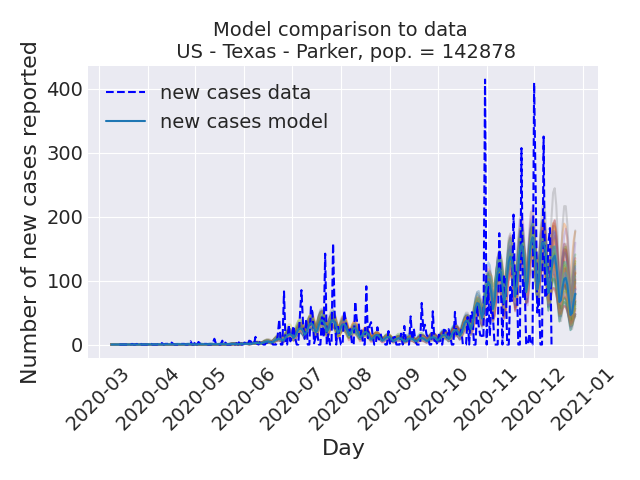 Model comparison to data
US - Texas - Parker, pop. = 142878
Number of new cases reported
400
300
200
100
0
new cases data
new cases model
2020-03
2020-04
2020-05
2020-06
2020-07
2020-08
2020-09
2020-10
2020-11
2020-12
2021-01
Day